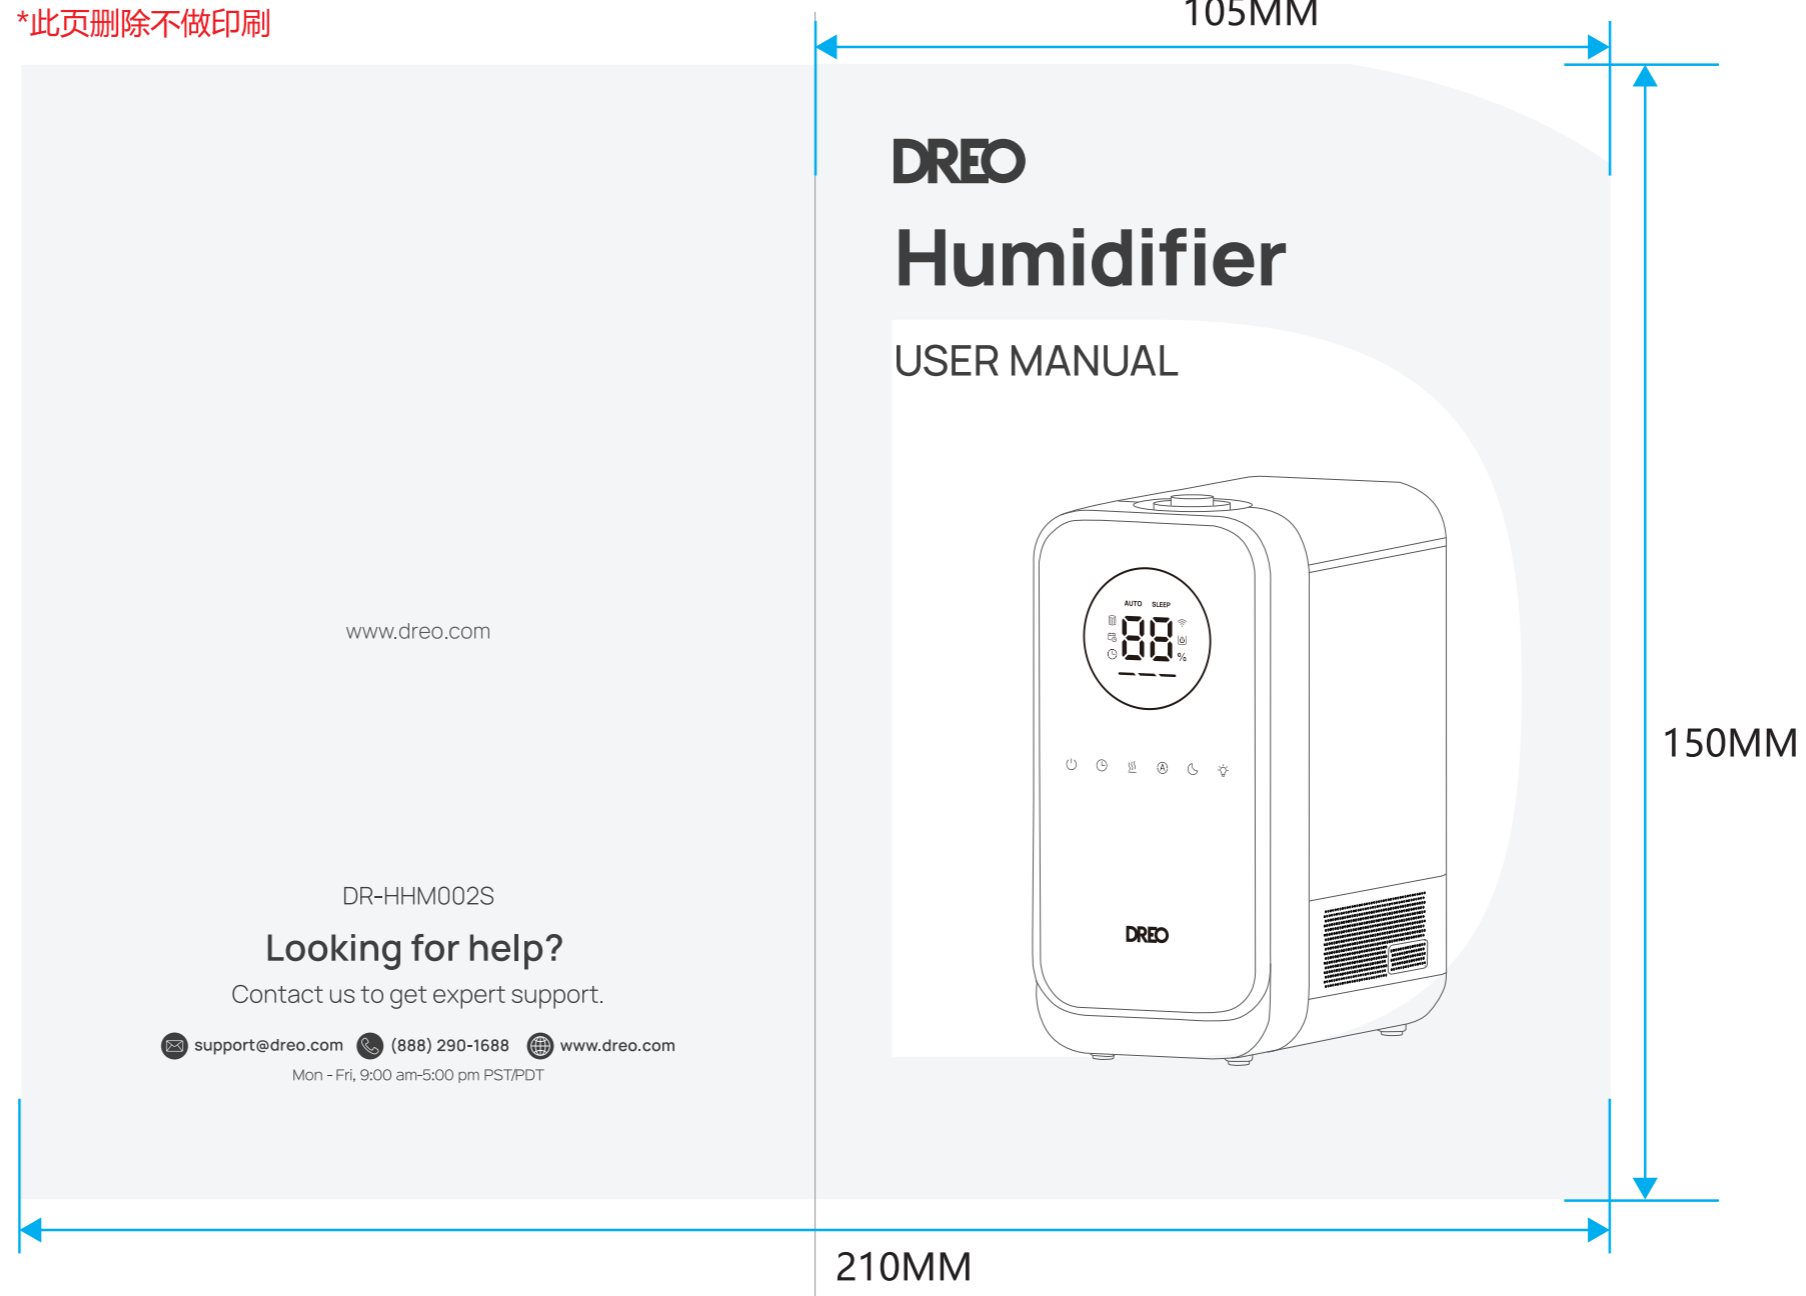 *此页删除不做印刷
105MM
DREO
Humidifier
USER MANUAL
AUTO SLEEP
88
%
DREO
150MM
www.dreo.com
DR-HHM002S
Looking for help?
Contact us to get expert support.
support@dreo.com (888) 290-1688 www.dreo.com
Mon - Fri, 9:00 am-5:00 pm PST/PDT
210MM